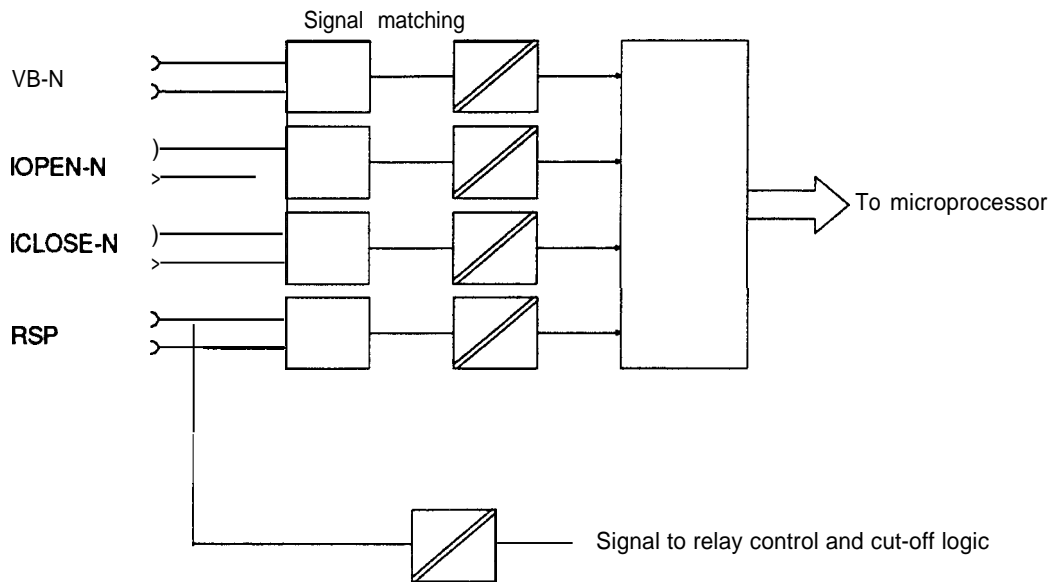 Signal matching
VB-N
IOPEN-N
ICLOSE-N
RSP
To microprocessor
Signal to relay control and cut-off logic